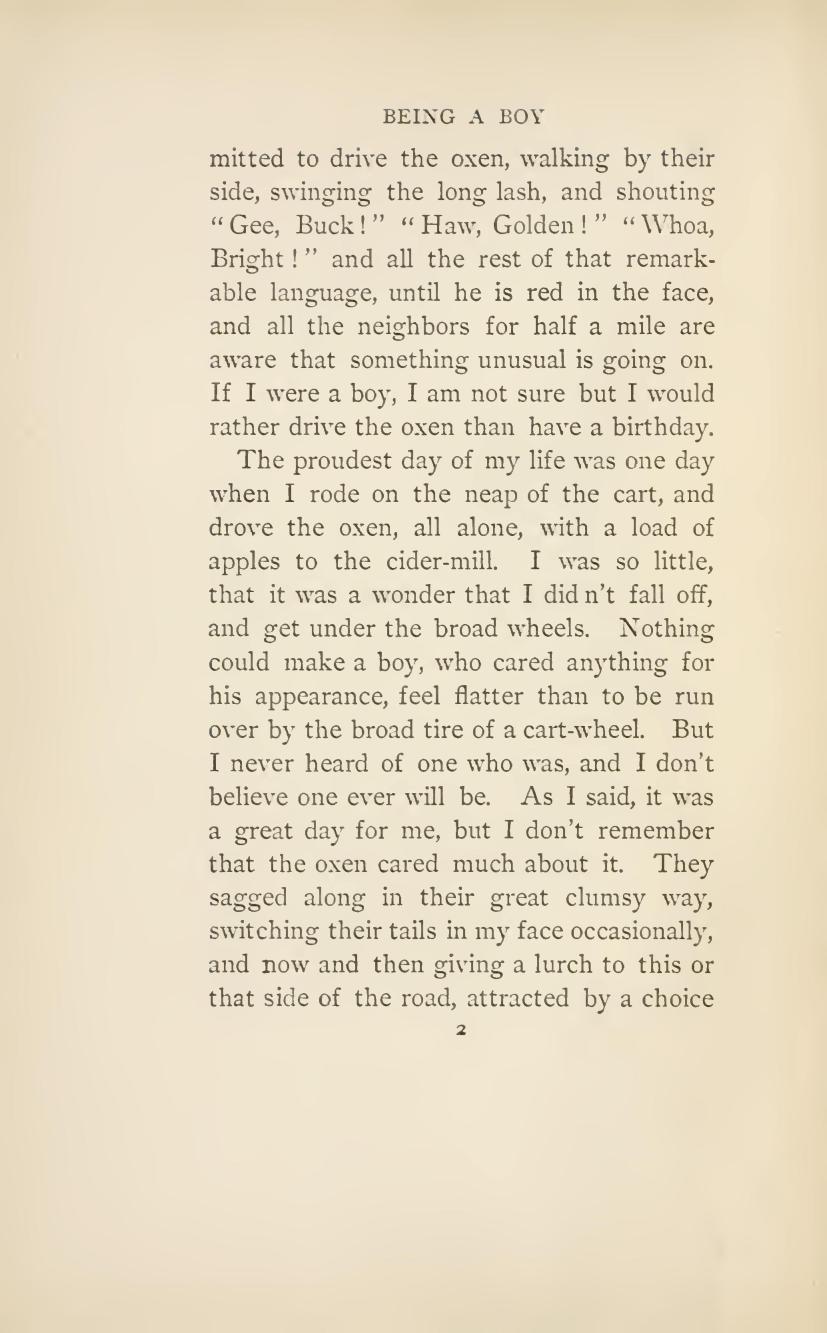 BEING A BOY
mitted to drive the oxen, walking by their
side, swinging the long lash, and shouting
“ Gee, Buck ! ” “ Haw, Golden ! ” “ Whoa,
Bright ! ” and all the rest of that remark-
able language, until he is red in the face,
and all the neighbors for half a mile are
aware that something unusual is going on.
If I were a boy, I am not sure but I would
rather drive the oxen than have a birthday.
The proudest day of my life was one day
when I rode on the neap of the cart, and
drove the oxen, all alone, with a load of
apples to the cider-mill. I was so little,
that it was a wonder that I did n’t fall off,
and get under the broad wheels. Nothing
could make a boy, who cared anything for
his appearance, feel flatter than to be run
over by the broad tire of a cart-wheel. But
I never heard of one who was, and I don’t
believe one ever will be. As I said, it was
a great day for me, but I don’t remember
that the oxen cared much about it. They
sagged along in their great clumsy way,
switching their tails in my face occasionally,
and now and then giving a lurch to this or
that side of the road, attracted by a choice
2